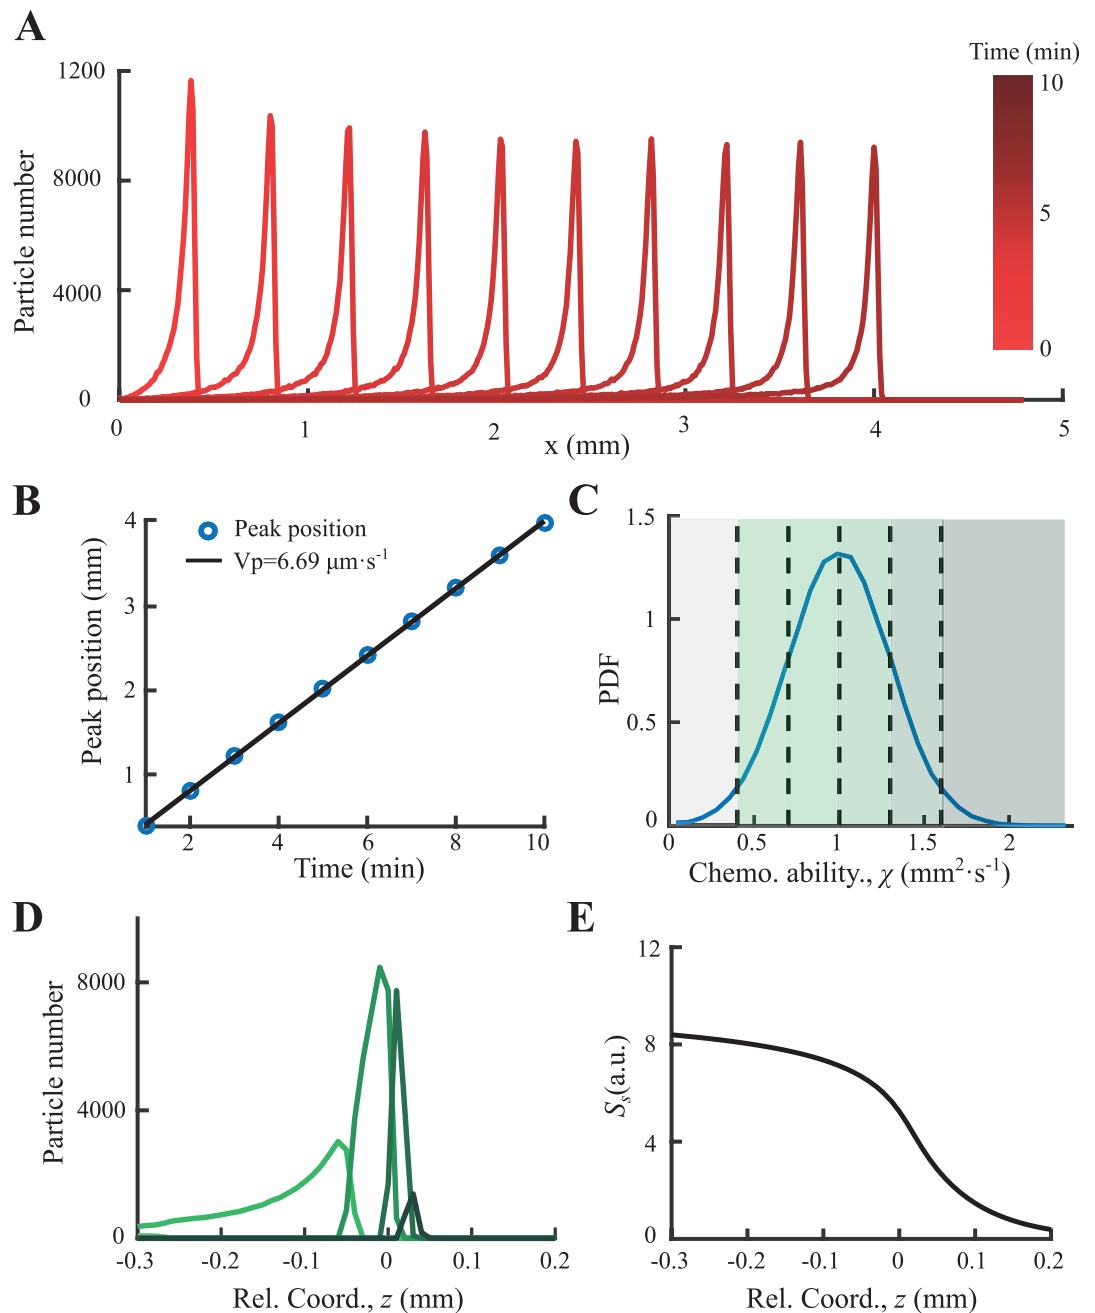 A
Time (min)
1200
8000
4000
0
Particle number
10
5
0
0
1
2
3
4
5
x (mm)
B
4
3
2
1
Peak position (mm)
Peak position
Vp=6.69 μm·s⁻¹
2
4
6
8
10
Time (min)
C
1.5
1
0.5
0
PDF
0
0.5
1
1.5
2
Chemo. ability., χ (mm²·s⁻¹)
D
8000
4000
0
Particle number
-0.3
-0.2
-0.1
0
0.1
0.2
Rel. Coord., z (mm)
E
12
8
4
0
Sₛ(a.u.)
-0.3
-0.2
-0.1
0
0.1
0.2
Rel. Coord., z (mm)